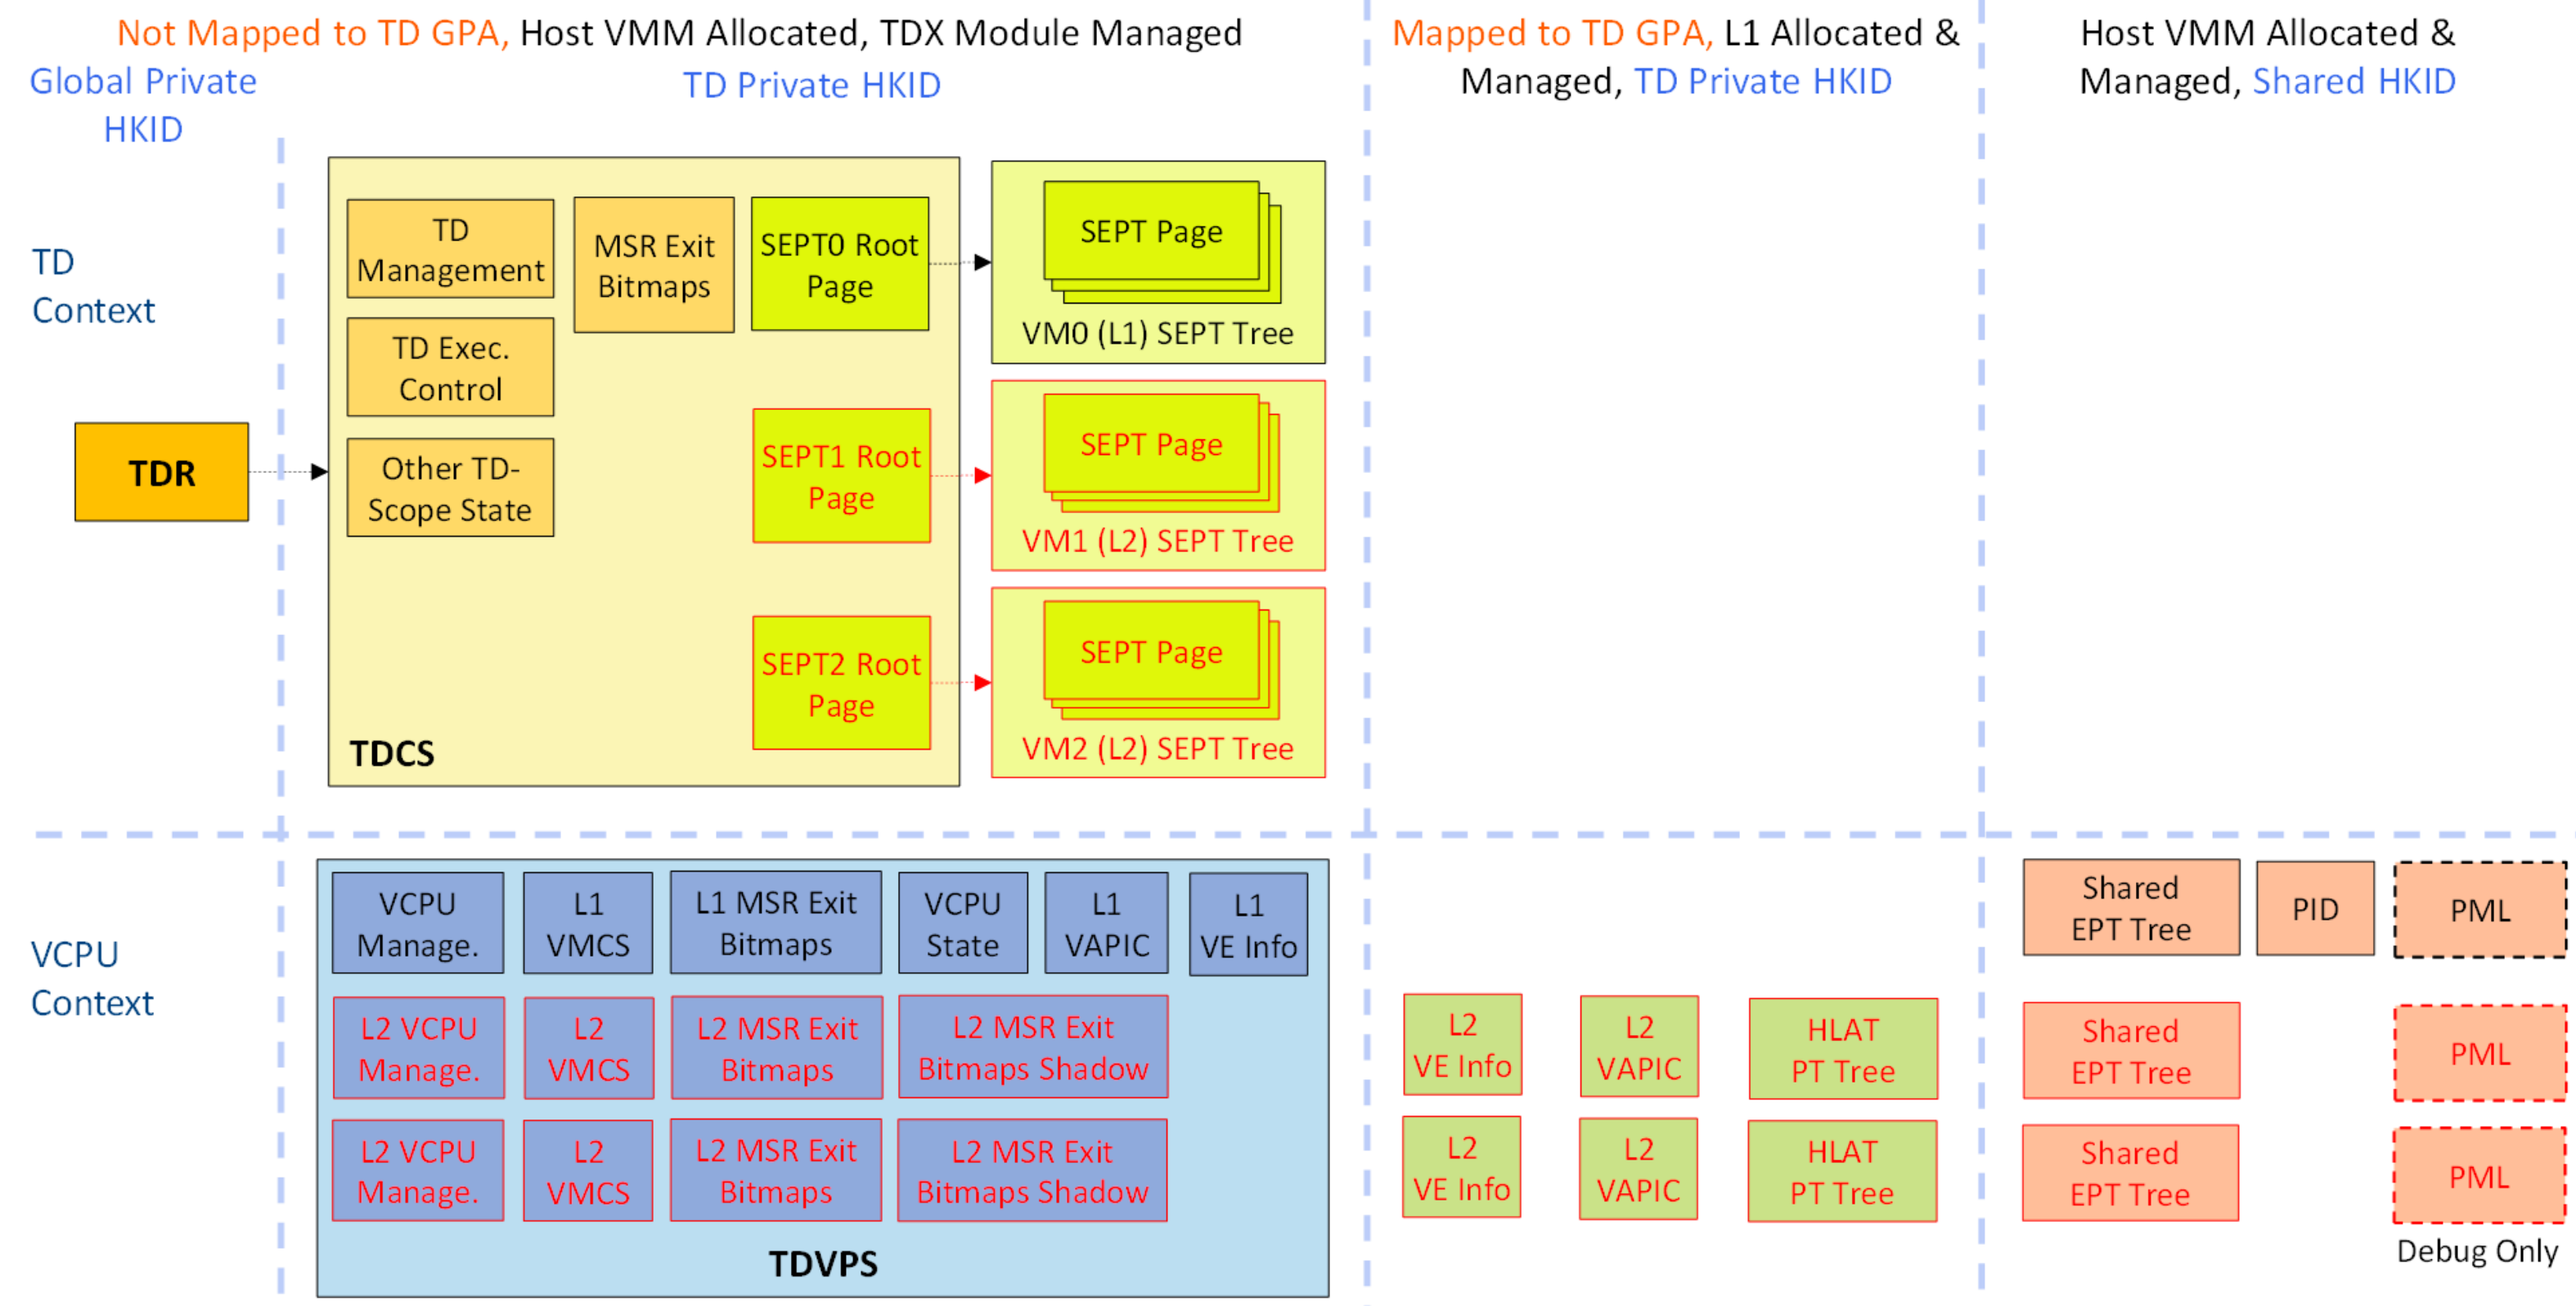 Not Mapped to TD GPA, Host VMM Allocated, TDX Module Managed
Global Private
HKID
TD Private HKID
Mapped to TD GPA, L1 Allocated &
Managed, TD Private HKID
Host VMM Allocated &
Managed, Shared HKID
TD
Context
TDR
TD
Management
MSR Exit
Bitmaps
SEPT0 Root
Page
SEPT Page
VM0 (L1) SEPT Tree
TD Exec.
Control
Other TD-
Scope State
SEPT1 Root
Page
SEPT Page
VM1 (L2) SEPT Tree
SEPT2 Root
Page
SEPT Page
VM2 (L2) SEPT Tree
TDCS
VCPU
Context
VCPU
Manage.
L1
VMCS
L1 MSR Exit
Bitmaps
VCPU
State
L1
VAPIC
L1
VE Info
Shared
EPT Tree
PID
PML
L2 VCPU
Manage.
L2
VMCS
L2 MSR Exit
Bitmaps
L2 MSR Exit
Bitmaps Shadow
L2
VE Info
L2
VAPIC
HLAT
PT Tree
Shared
EPT Tree
PML
L2 VCPU
Manage.
L2
VMCS
L2 MSR Exit
Bitmaps
L2 MSR Exit
Bitmaps Shadow
L2
VE Info
L2
VAPIC
HLAT
PT Tree
Shared
EPT Tree
PML
TDVPS
Debug Only